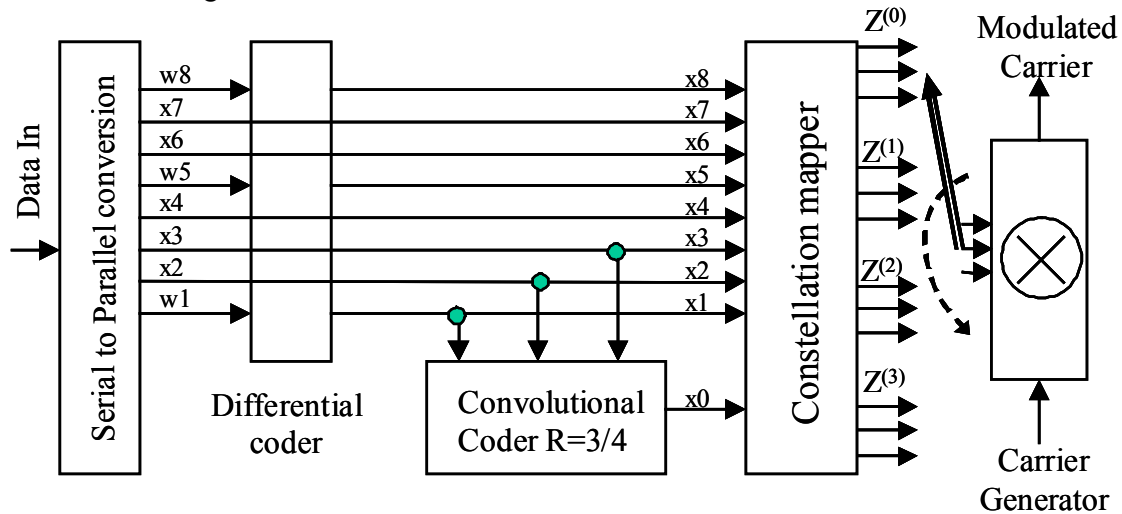 Data In
Serial to Parallel conversion
w8
x7
x6
w5
x4
x3
x2
w1
Differential
coder
Convolutional
Coder R=3/4
x8
x7
x6
x5
x4
x3
x2
x1
x0
Constellation mapper
Z(0)
Z(1)
Z(2)
Z(3)
Modulated
Carrier
Carrier
Generator